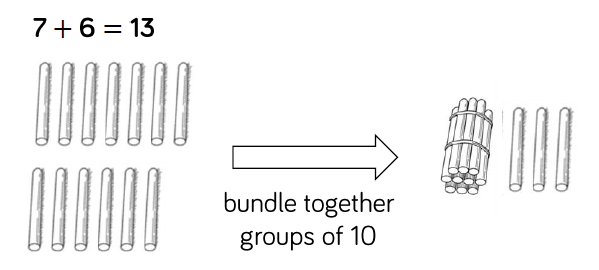 7 + 6 = 13
bundle together
groups of 10